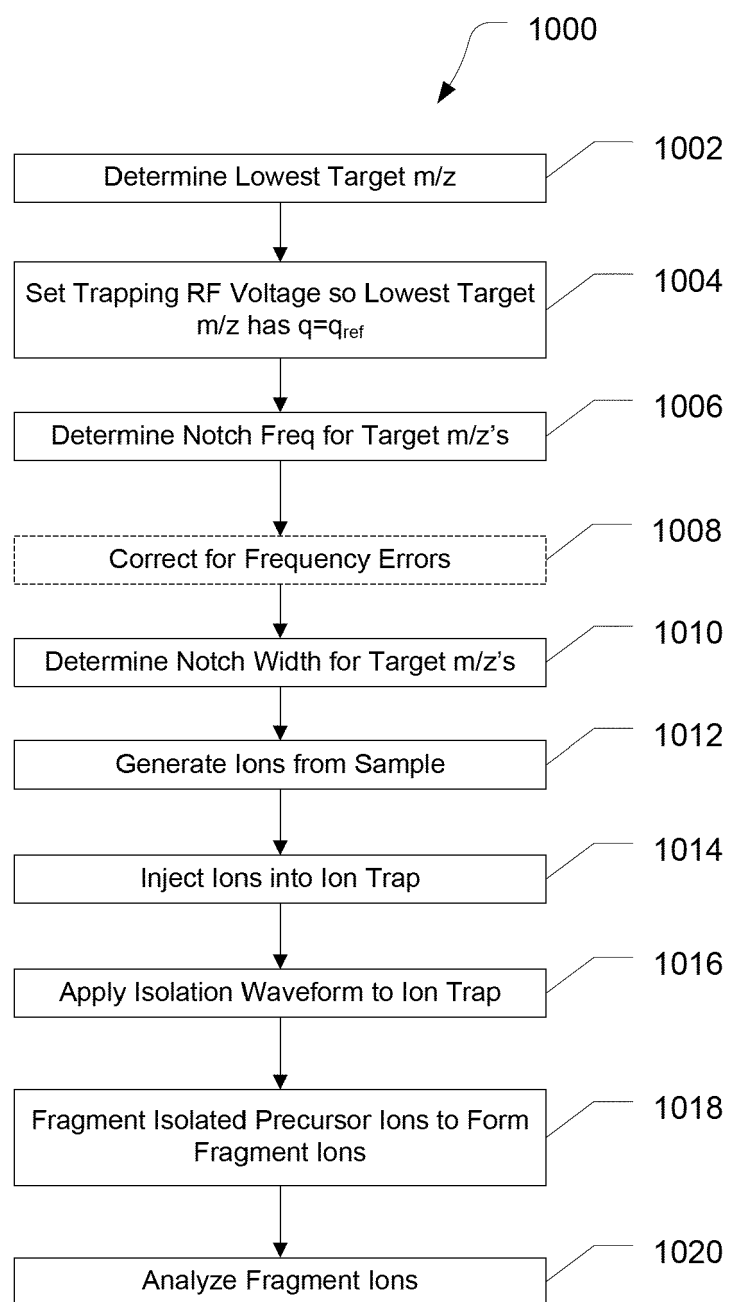 1000
1002
Determine Lowest Target m/z
1004
Set Trapping RF Voltage so Lowest Target
m/z has q=qref
1006
Determine Notch Freq for Target m/z’s
1008
Correct for Frequency Errors
1010
Determine Notch Width for Target m/z’s
1012
Generate Ions from Sample
1014
Inject Ions into Ion Trap
1016
Apply Isolation Waveform to Ion Trap
1018
Fragment Isolated Precursor Ions to Form
Fragment Ions
1020
Analyze Fragment Ions